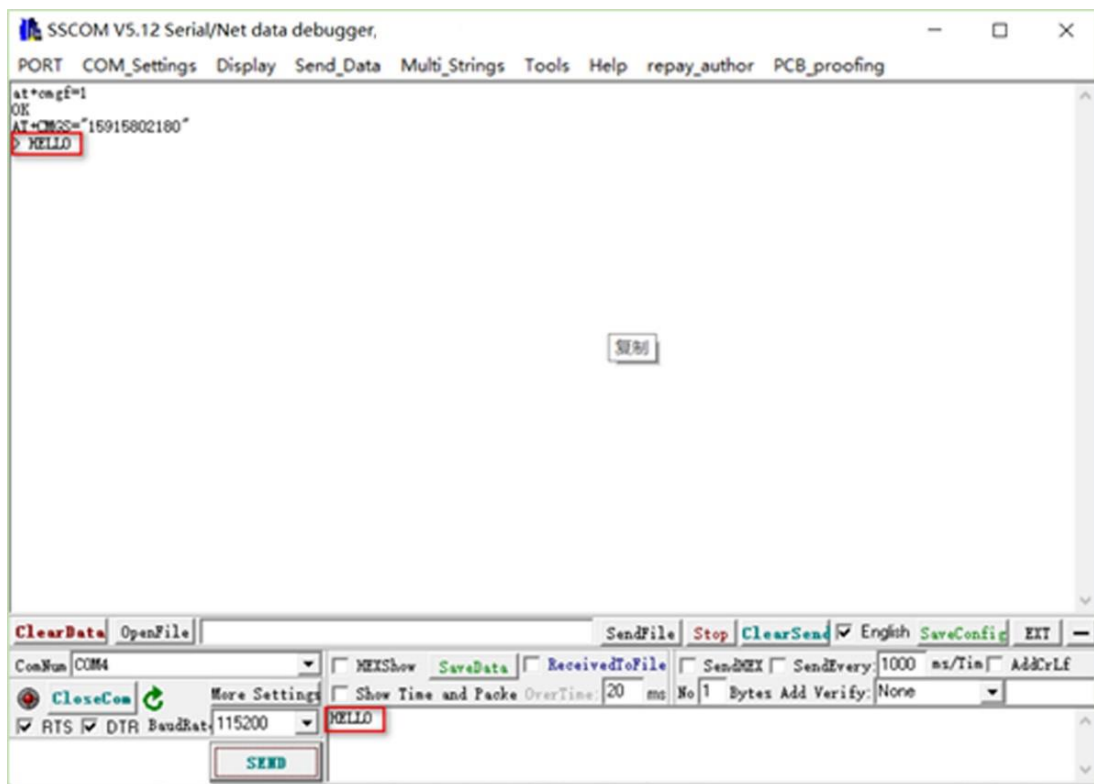 SSCOM V5.12 Serial/Net data debugger,
PORT COM_Settings Display Send_Data Multi_Strings Tools Help repay_author PCB_proofing
at+cmgf=1
OK
AT+CMGS="15915802180"
> HELLO
复制
ClearData OpenFile SendFile Stop ClearSend English SaveConfig EXT
ComNum COM4 HEXShow SaveData ReceivedToFile SendHEX SendEvery: 1000 ms/Tim AddCrLf
CloseCom More Settings Show Time and Packe OverTime: 20 ms No 1 Bytes Add Verify: None
RTS DTR BaudRat 115200 HELLO
SEND